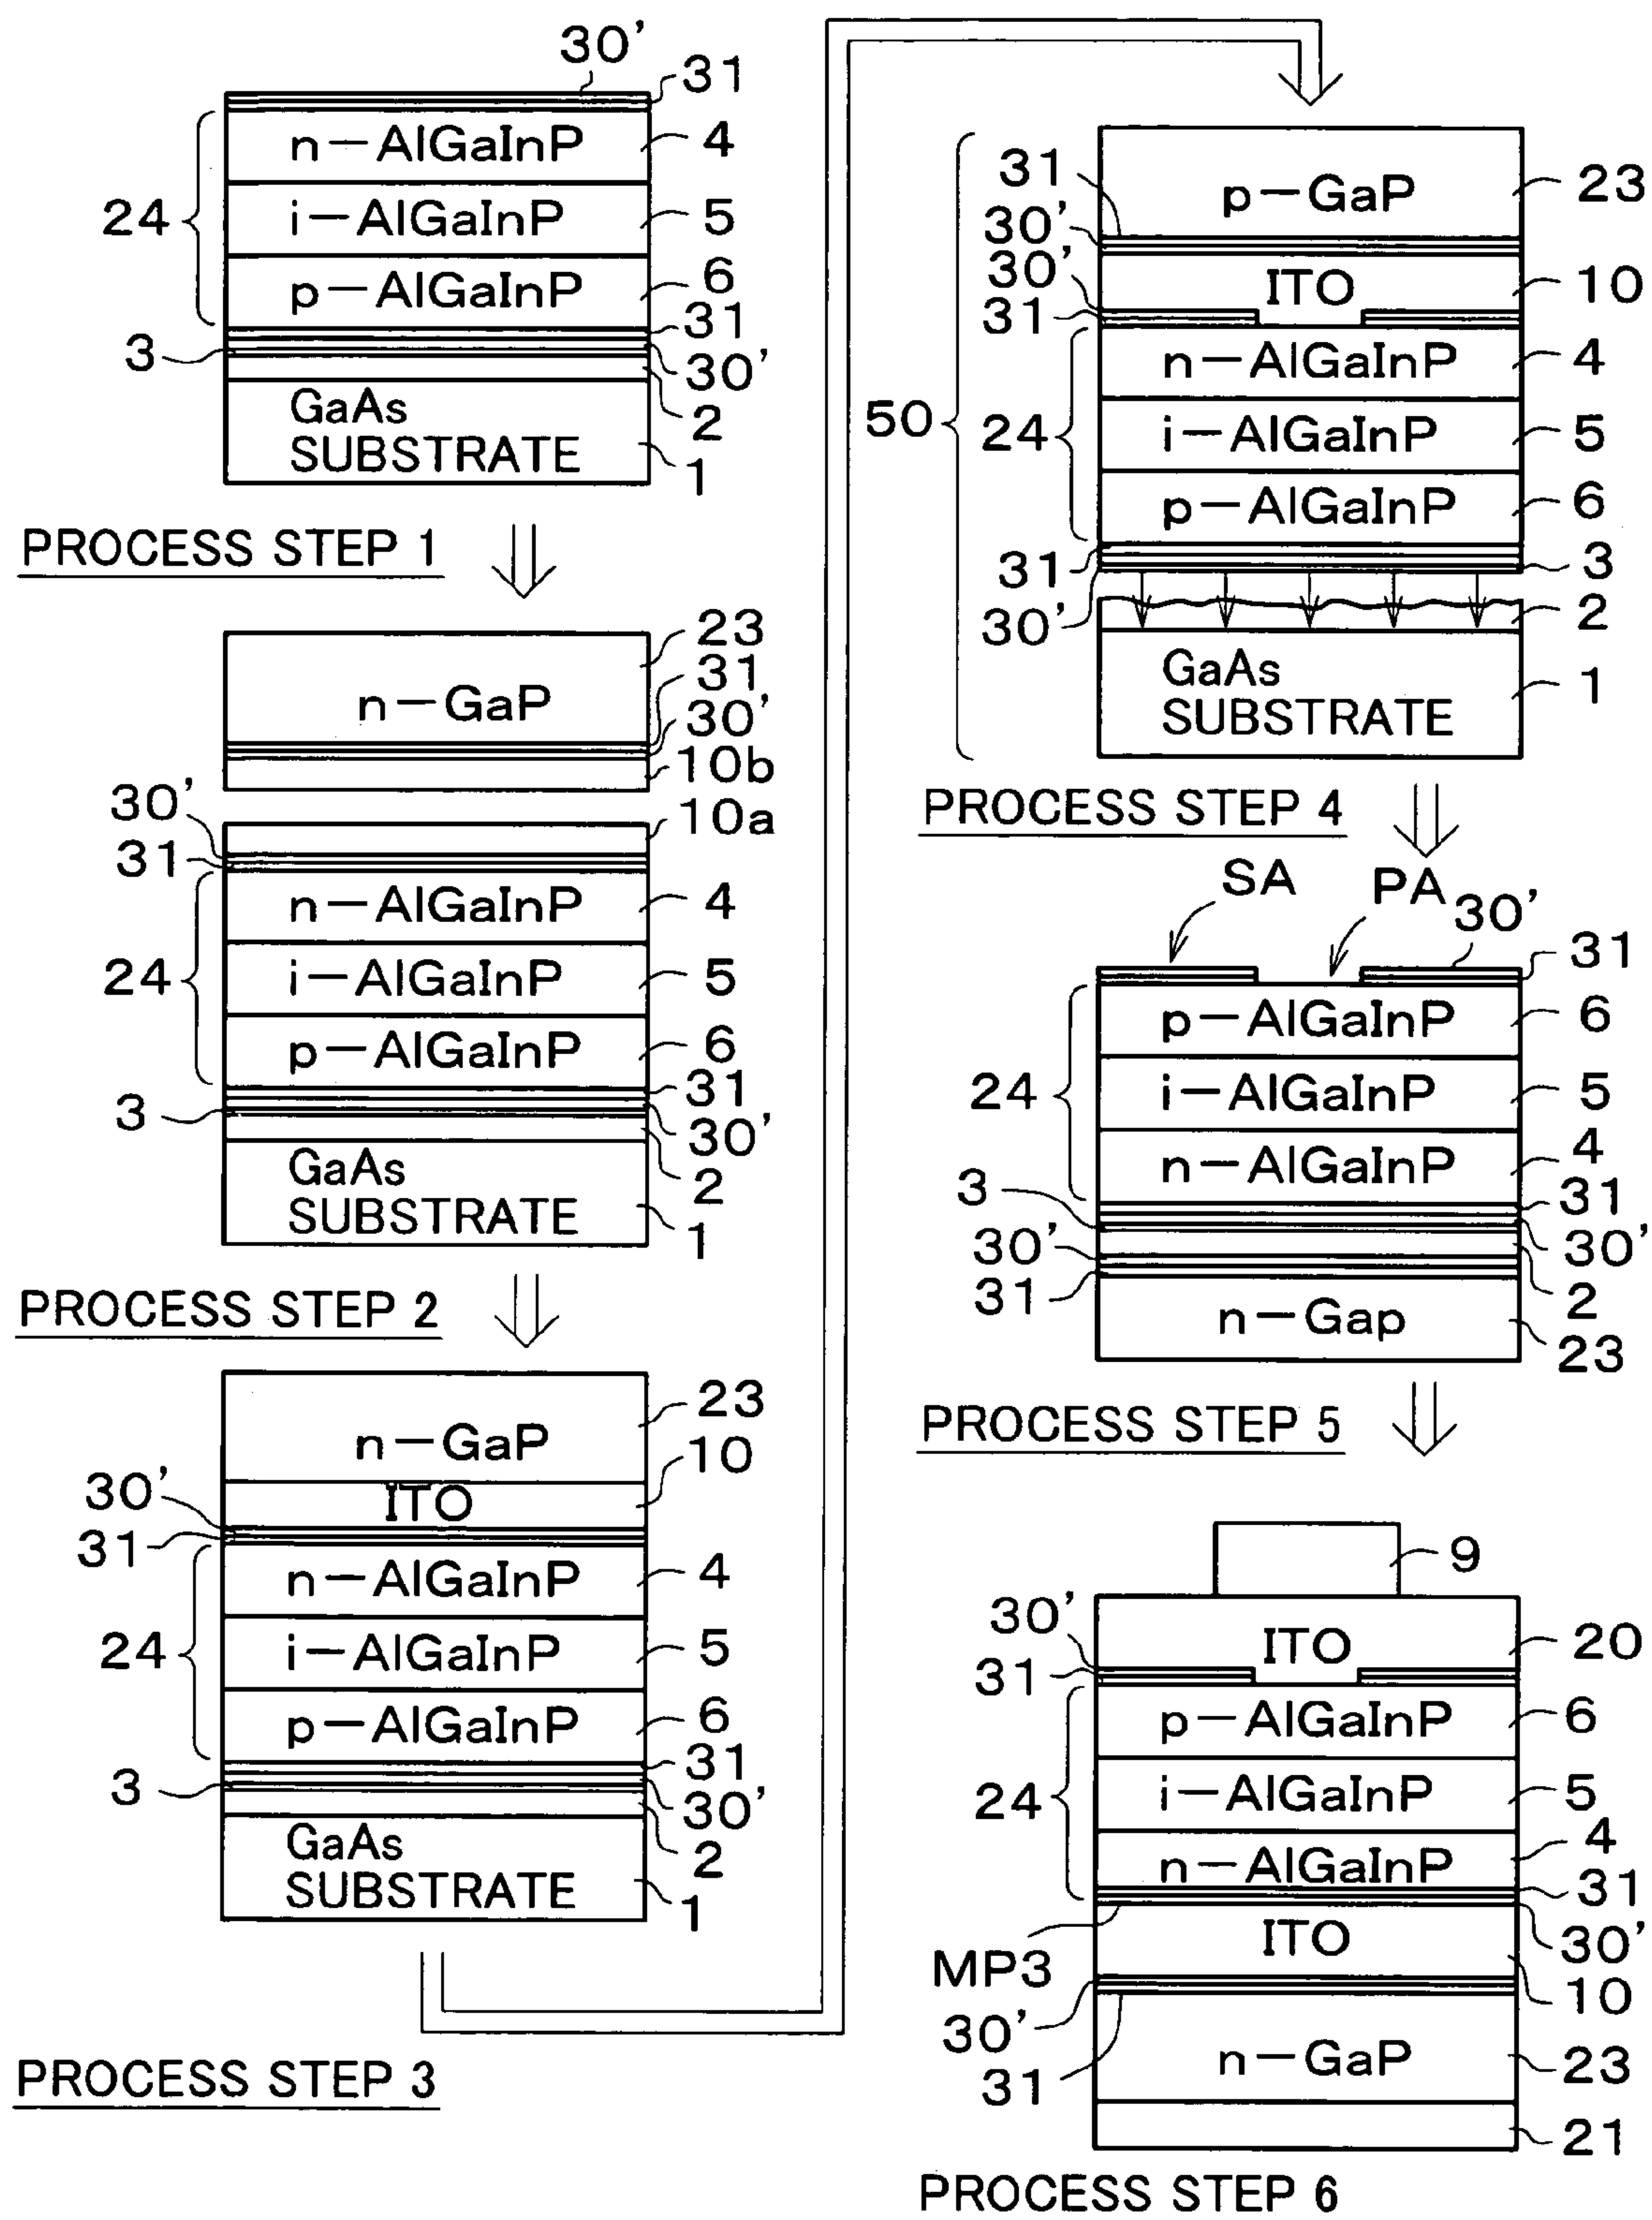 30'
31
n-AlGaInP
4
24
i-AlGaInP
5
p-AlGaInP
6
31
3
30'
GaAs
SUBSTRATE
2
1
PROCESS STEP 1
23
31
n-GaP
30'
10b
30'
10a
31
n-AlGaInP
4
24
i-AlGaInP
5
p-AlGaInP
6
31
3
30'
GaAs
SUBSTRATE
2
1
PROCESS STEP 2
23
n-GaP
10
30'
ITO
31
n-AlGaInP
4
24
i-AlGaInP
5
p-AlGaInP
6
31
3
30'
GaAs
SUBSTRATE
2
1
PROCESS STEP 3
31
p-GaP
23
30'
30'
ITO
10
31
n-AlGaInP
4
50
24
i-AlGaInP
5
p-AlGaInP
6
31
3
30'
2
GaAs
SUBSTRATE
1
PROCESS STEP 4
SA
PA
30'
31
p-AlGaInP
6
24
i-AlGaInP
5
n-AlGaInP
4
3
31
30'
30'
31
2
n-Gap
23
PROCESS STEP 5
9
30'
ITO
20
31
p-AlGaInP
6
24
i-AlGaInP
5
n-AlGaInP
4
31
ITO
30'
MP3
10
30'
n-GaP
23
31
21
PROCESS STEP 6